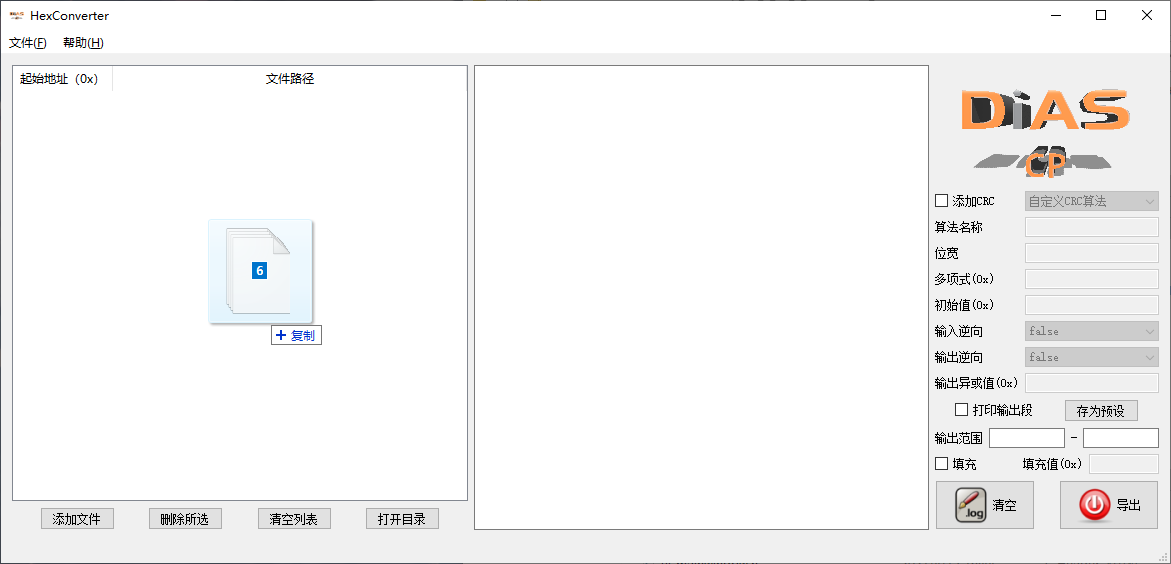 HexConverter
文件(F) 帮助(H)
起始地址（0x） 文件路径
6
+ 复制
添加文件 删除所选 清空列表 打开目录
DiAS
CP
添加CRC 自定义CRC算法
算法名称
位宽
多项式(0x)
初始值(0x)
输入逆向 false
输出逆向 false
输出异或值(0x)
打印输出段 存为预设
输出范围 -
填充 填充值(0x)
.log 清空 导出